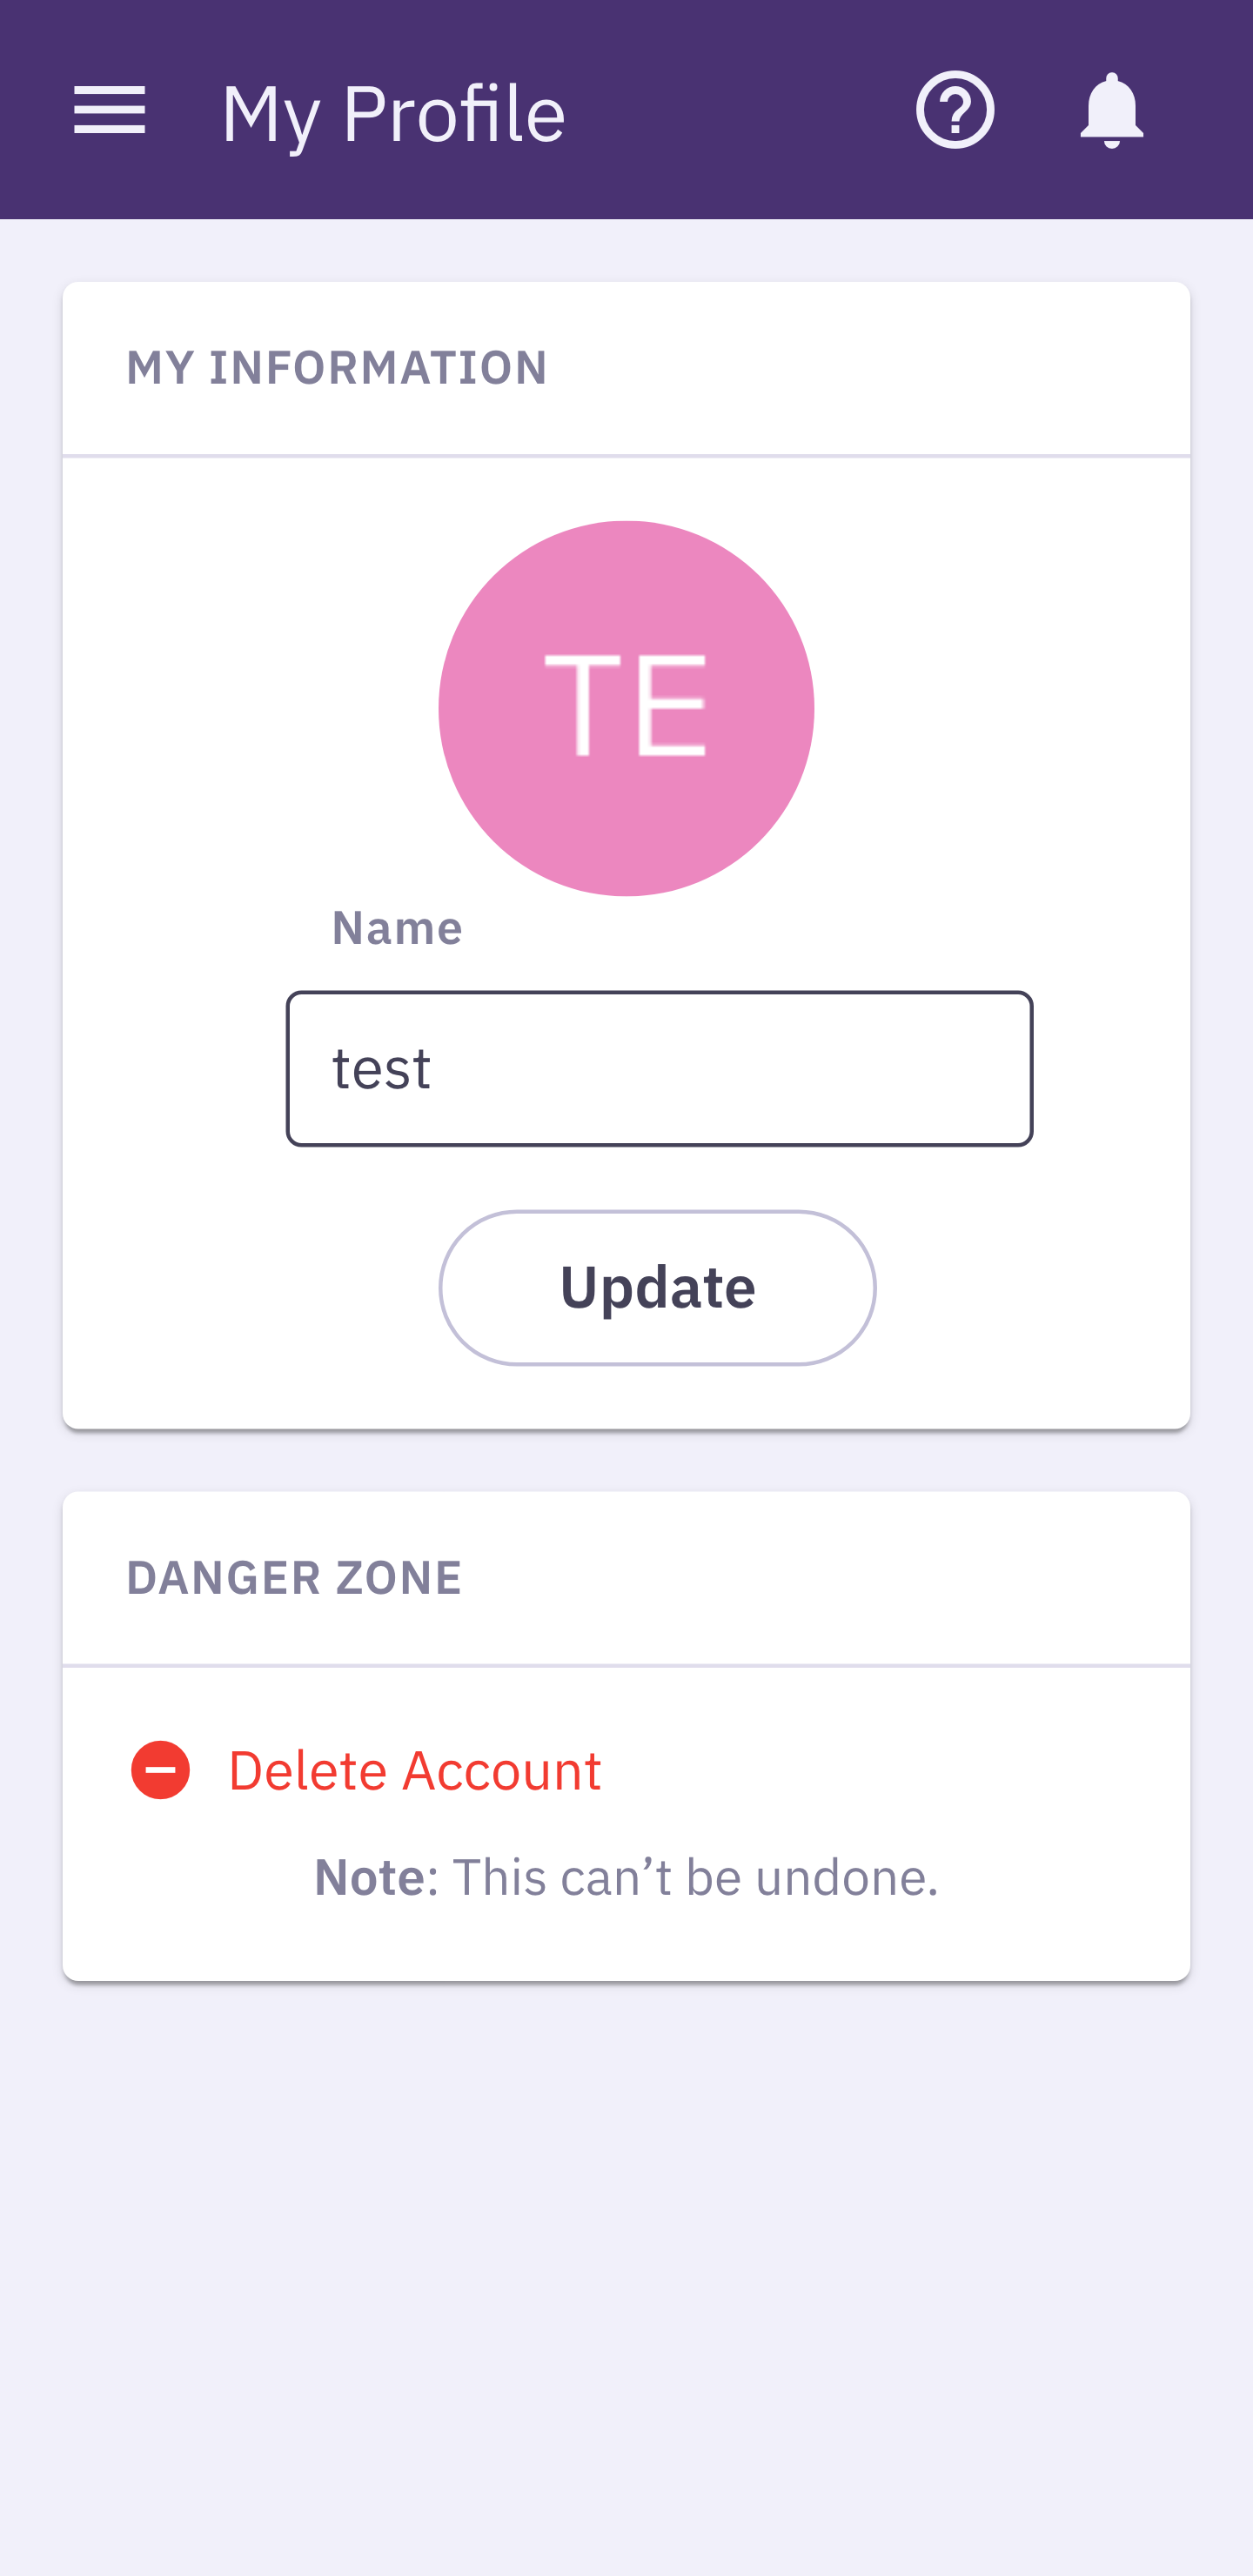 My Profile
MY INFORMATION
TE
Name
test
Update
DANGER ZONE
Delete Account
Note: This can’t be undone.